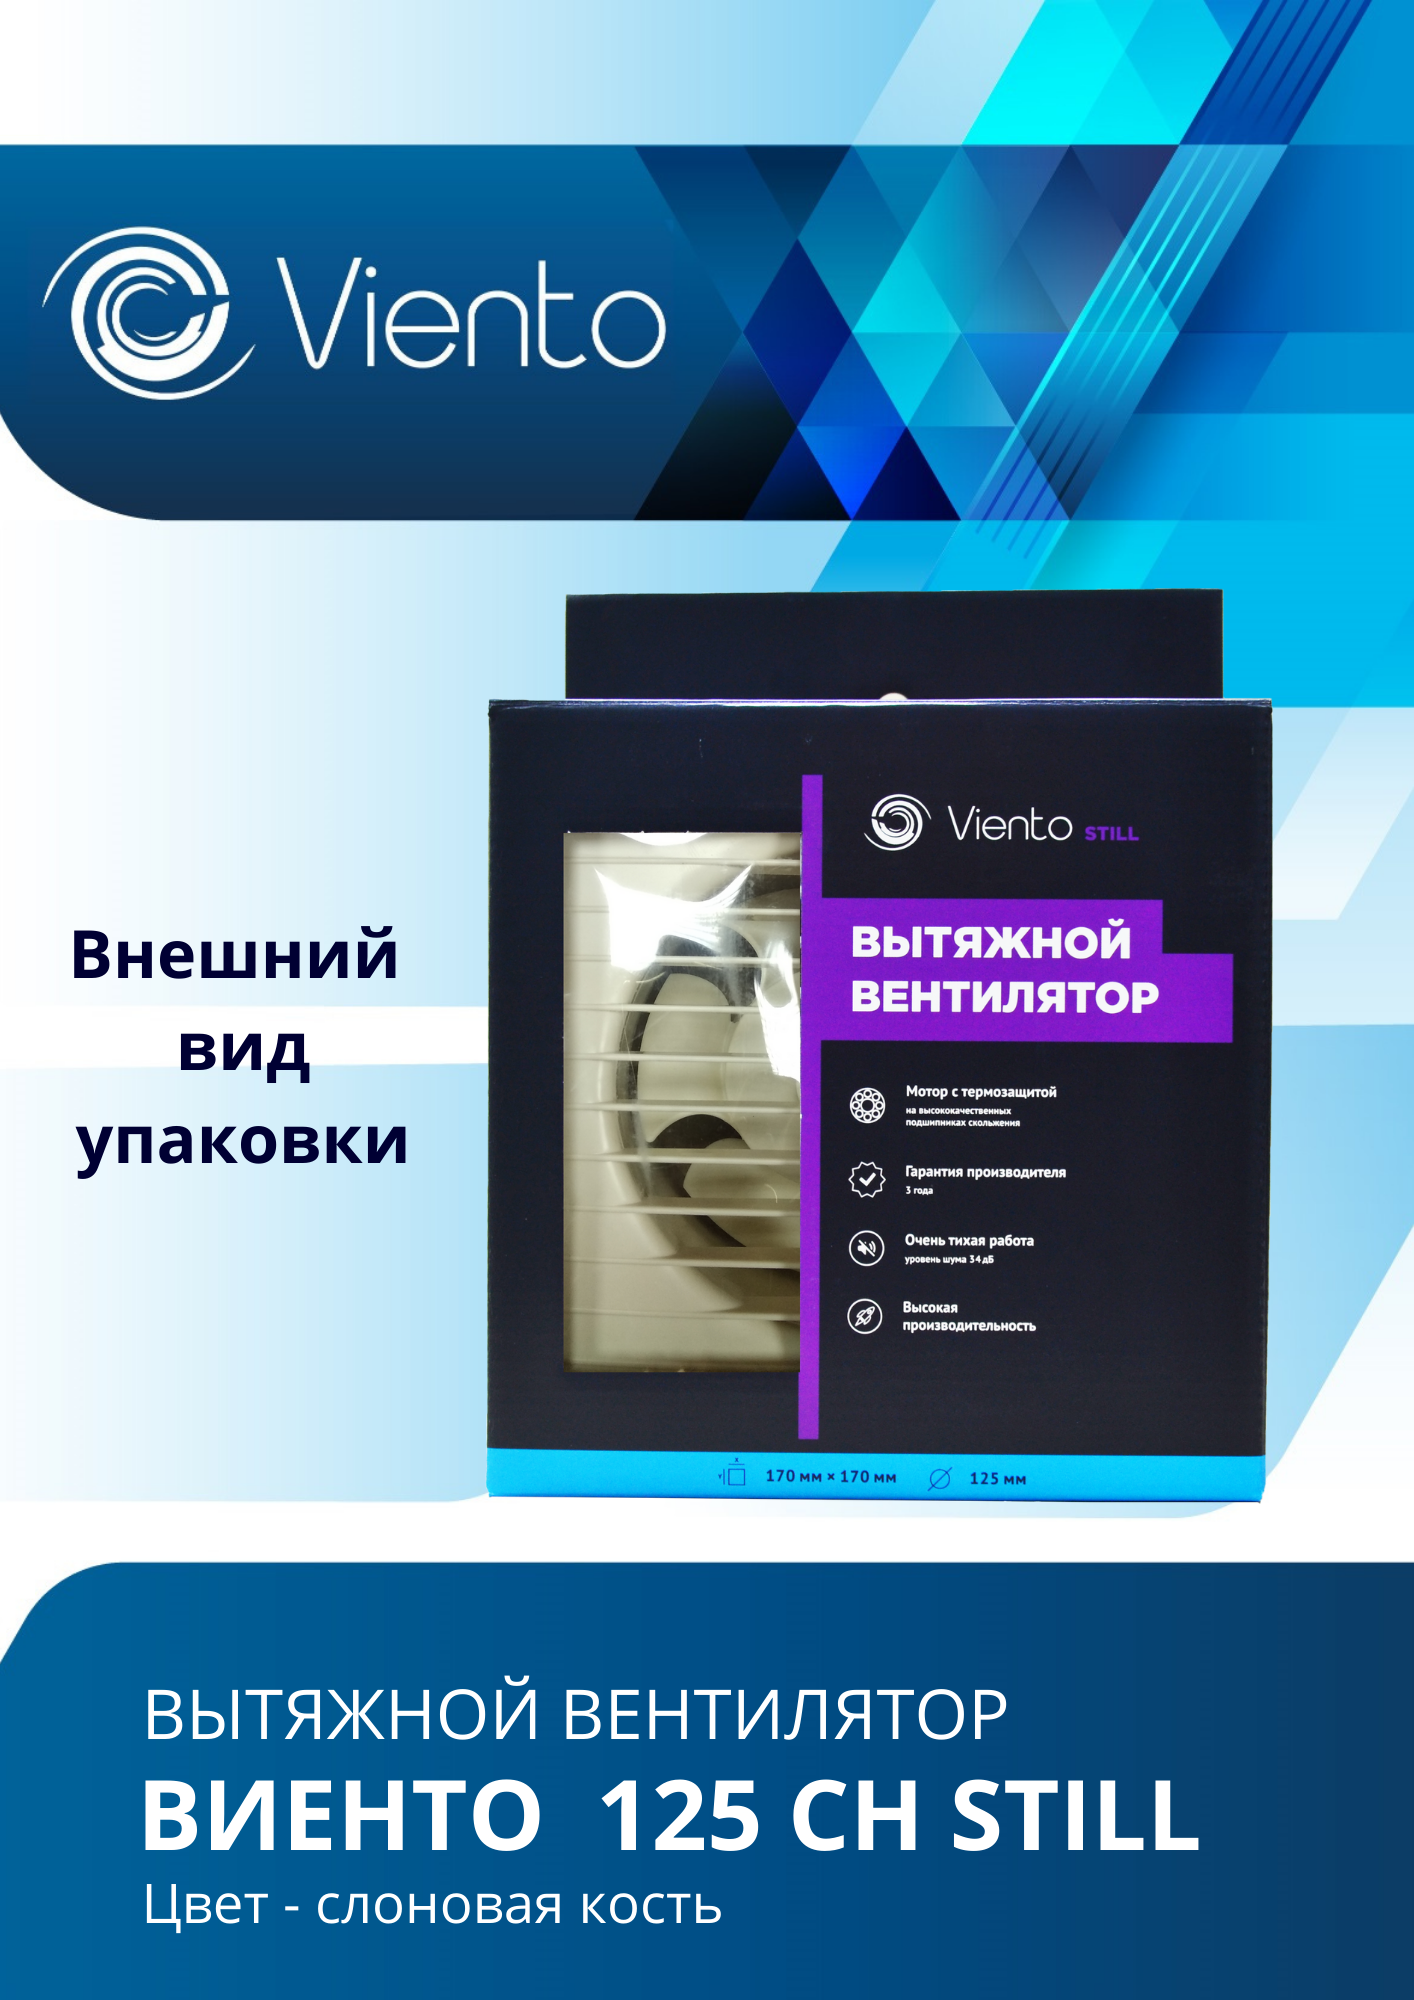 Viento
Внешний
вид
упаковки
Viento STILL
ВЫТЯЖНОЙ
ВЕНТИЛЯТОР
Мотор с термозащитой
на высококачественных
подшипниках скольжения
Гарантия производителя
3 года
Очень тихая работа
уровень шума 34 дБ
Высокая
производительность
X
Y
170 мм × 170 мм
125 мм
ВЫТЯЖНОЙ ВЕНТИЛЯТОР
ВИЕНТО 125 СН STILL
Цвет - слоновая кость